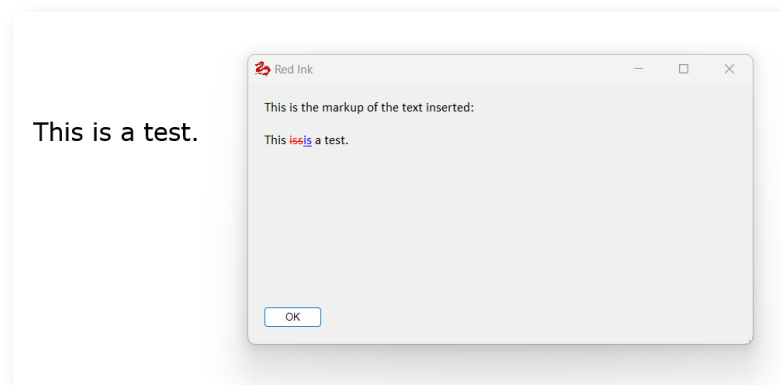 This is a test.
Red Ink
This is the markup of the text inserted:
This issis a test.
OK